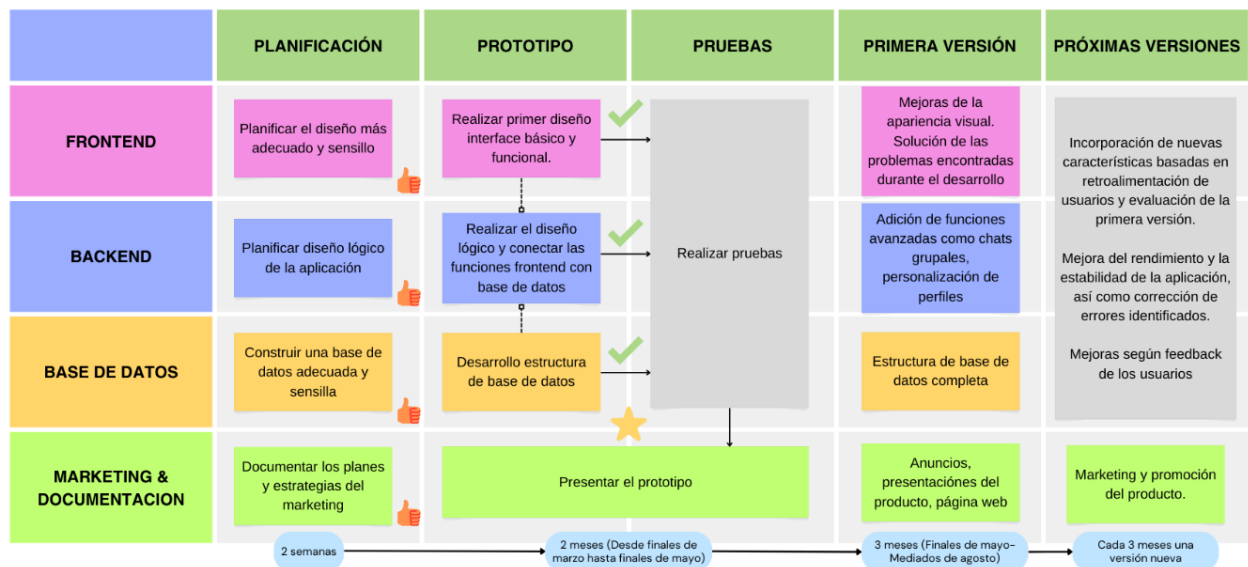 PLANIFICACIÓN
PROTOTIPO
PRUEBAS
PRIMERA VERSIÓN
PRÓXIMAS VERSIONES
FRONTEND
Planificar el diseño más
adecuado y sensillo
Realizar primer diseño
interface básico y
funcional.
Mejoras de la
apariencia visual.
Solución de las
problemas encontradas
durante el desarrollo
BACKEND
Planificar diseño lógico
de la aplicación
Realizar el diseño
lógico y conectar las
funciones frontend con
base de datos
Realizar pruebas
Adición de funciones
avanzadas como chats
grupales,
personalización de
perfiles
Incorporación de nuevas
características basadas en
retroalimentación de
usuarios y evaluación de la
primera versión.
Mejora del rendimiento y la
estabilidad de la aplicación,
así como corrección de
errores identificados.
Mejoras según feedback
de los usuarios
BASE DE DATOS
Construir una base de
datos adecuada y
sensilla
Desarrollo estructura
de base de datos
Estructura de base de
datos completa
MARKETING &
DOCUMENTACION
Documentar los planes
y estrategias del
marketing
Presentar el prototipo
Anuncios,
presentaciónes del
producto, página web
Marketing y promoción
del producto.
2 semanas
2 meses (Desde finales de
marzo hasta finales de mayo)
3 meses (Finales de mayo-
Mediados de agosto)
Cada 3 meses una
versión nueva